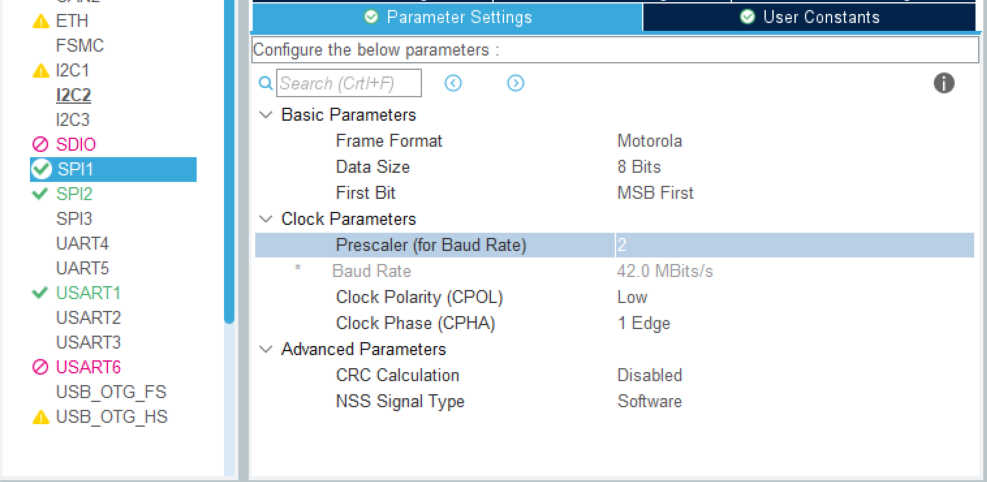 ETH
FSMC
I2C1
I2C2
I2C3
SDIO
SPI1
SPI2
SPI3
UART4
UART5
USART1
USART2
USART3
USART6
USB_OTG_FS
USB_OTG_HS
Parameter Settings
User Constants
Configure the below parameters :
Search (Crtl+F)
Basic Parameters
Frame Format Motorola
Data Size 8 Bits
First Bit MSB First
Clock Parameters
Prescaler (for Baud Rate) 2
* Baud Rate 42.0 MBits/s
Clock Polarity (CPOL) Low
Clock Phase (CPHA) 1 Edge
Advanced Parameters
CRC Calculation Disabled
NSS Signal Type Software